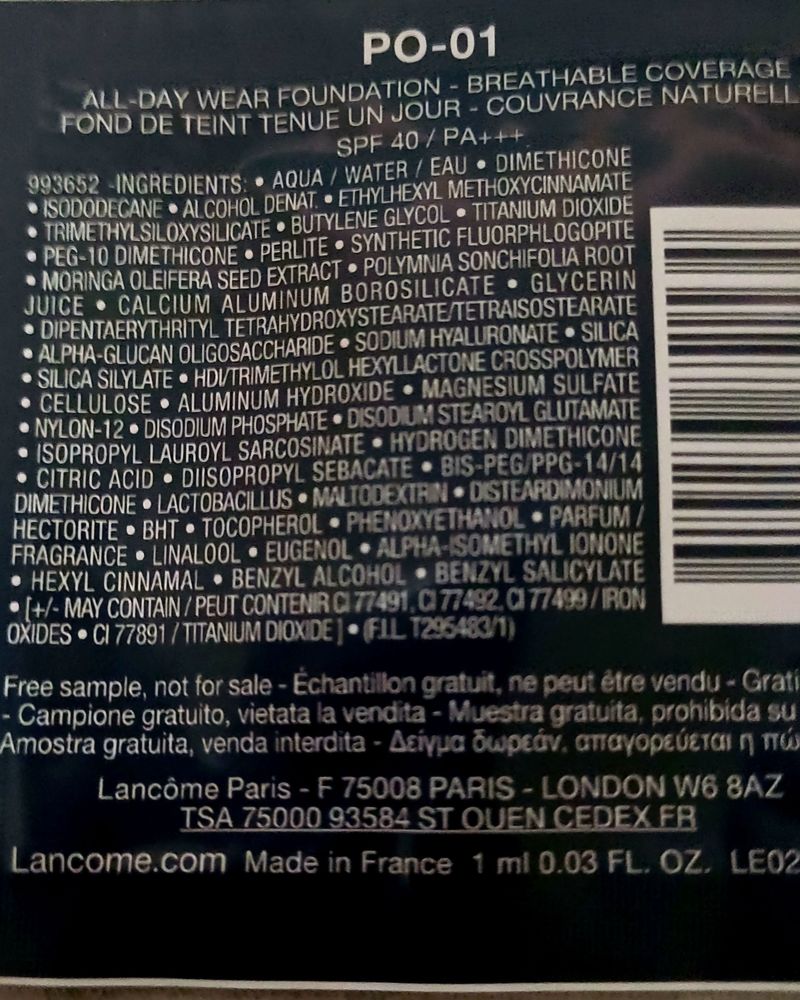 PO-01
ALL-DAY WEAR FOUNDATION - BREATHABLE COVERAGE
FOND DE TEINT TENUE UN JOUR - COUVRANCE NATURELL
SPF 40 / PA+++
993652 -INGREDIENTS: • AQUA / WATER / EAU • DIMETHICONE
• ISODODECANE • ALCOHOL DENAT. • ETHYLHEXYL METHOXYCINNAMATE
• TRIMETHYLSILOXYSILICATE • BUTYLENE GLYCOL • TITANIUM DIOXIDE
• PEG-10 DIMETHICONE • PERLITE • SYNTHETIC FLUORPHLOGOPITE
• MORINGA OLEIFERA SEED EXTRACT • POLYMNIA SONCHIFOLIA ROOT
JUICE • CALCIUM ALUMINUM BOROSILICATE • GLYCERIN
• DIPENTAERYTHRITYL TETRAHYDROXYSTEARATE/TETRAISOSTEARATE
• ALPHA-GLUCAN OLIGOSACCHARIDE • SODIUM HYALURONATE • SILICA
• SILICA SILYLATE • HDI/TRIMETHYLOL HEXYLLACTONE CROSSPOLYMER
• CELLULOSE • ALUMINUM HYDROXIDE • MAGNESIUM SULFATE
• NYLON-12 • DISODIUM PHOSPHATE • DISODIUM STEAROYL GLUTAMATE
• ISOPROPYL LAUROYL SARCOSINATE • HYDROGEN DIMETHICONE
• CITRIC ACID • DIISOPROPYL SEBACATE • BIS-PEG/PPG-14/14
DIMETHICONE • LACTOBACILLUS • MALTODEXTRIN • DISTEARDIMONIUM
HECTORITE • BHT • TOCOPHEROL • PHENOXYETHANOL • PARFUM /
FRAGRANCE • LINALOOL • EUGENOL • ALPHA-ISOMETHYL IONONE
• HEXYL CINNAMAL • BENZYL ALCOHOL • BENZYL SALICYLATE
• [+/- MAY CONTAIN / PEUT CONTENIR CI 77491, CI 77492, CI 77499 / IRON
OXIDES • CI 77891 / TITANIUM DIOXIDE ] • (F.I.L. T295483/1)
Free sample, not for sale - Échantillon gratuit, ne peut être vendu - Grati
- Campione gratuito, vietata la vendita - Muestra gratuita, prohibida su
Amostra gratuita, venda interdita - Δείγμα δωρεάν, απαγορεύεται η πώ
Lancôme Paris - F 75008 PARIS - LONDON W6 8AZ
TSA 75000 93584 ST OUEN CEDEX FR
Lancome.com Made in France 1 ml 0.03 FL. OZ. LE02